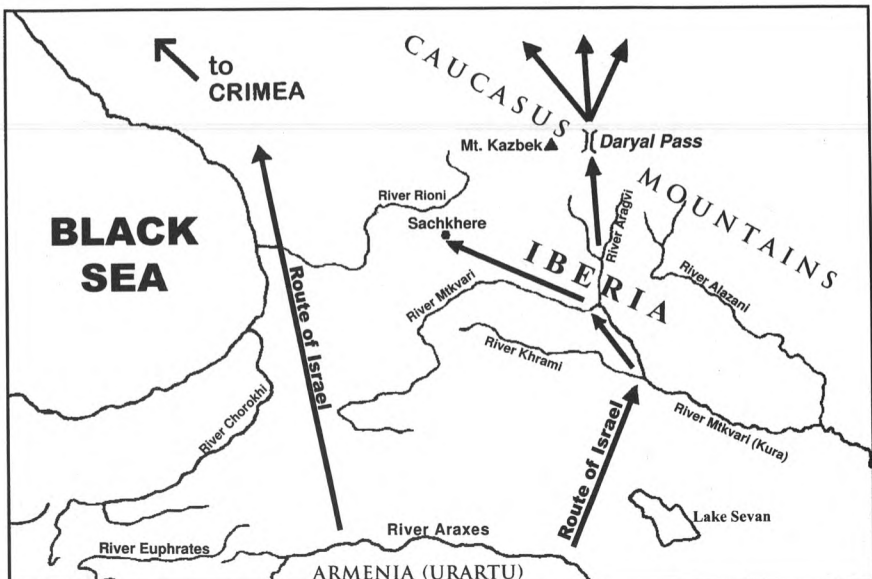 to
CRIMEA
CAUCASUS
Mt. Kazbek
Daryal Pass
MOUNTAINS
River Rioni
Sachkhere
River Aragvi
BLACK
SEA
IBERIA
River Alazani
Route of Israel
River Mtkvari
River Khrami
River Chorokhi
River Mtkvari (Kura)
Route of Israel
Lake Sevan
River Araxes
River Euphrates
ARMENIA (URARTU)